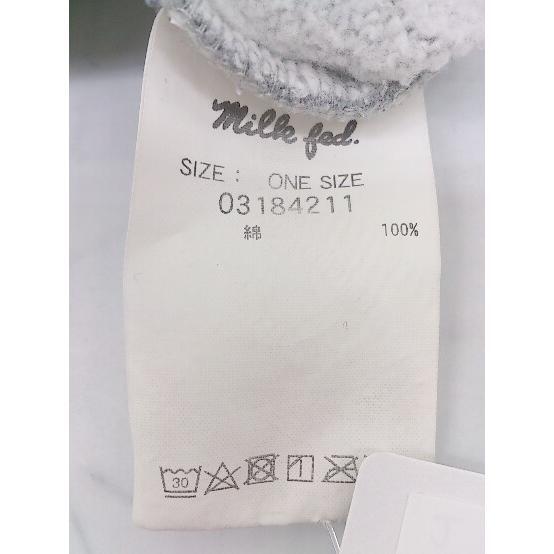 Milk fed.
SIZE : ONE SIZE
03184211
綿 100%
30